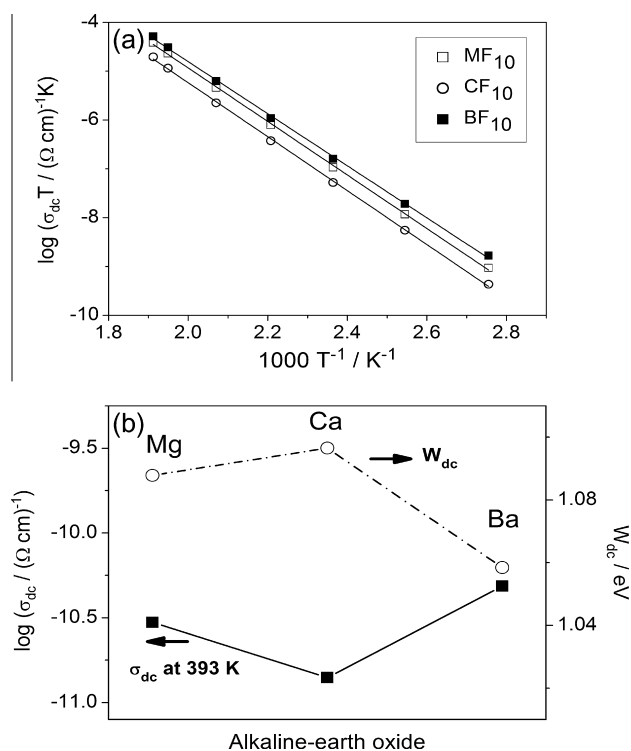 (a)
MF10
CF10
BF10
-4
-6
-8
-10
log (σdcT / (Ω cm)⁻¹K)
1.8 2.0 2.2 2.4 2.6 2.8
1000 T⁻¹ / K⁻¹
(b)
Mg
Ca
Ba
Wdc
σdc at 393 K
-9.5
-10.0
-10.5
-11.0
log (σdc / (Ω cm)⁻¹)
1.08
1.04
Wdc / eV
Alkaline-earth oxide